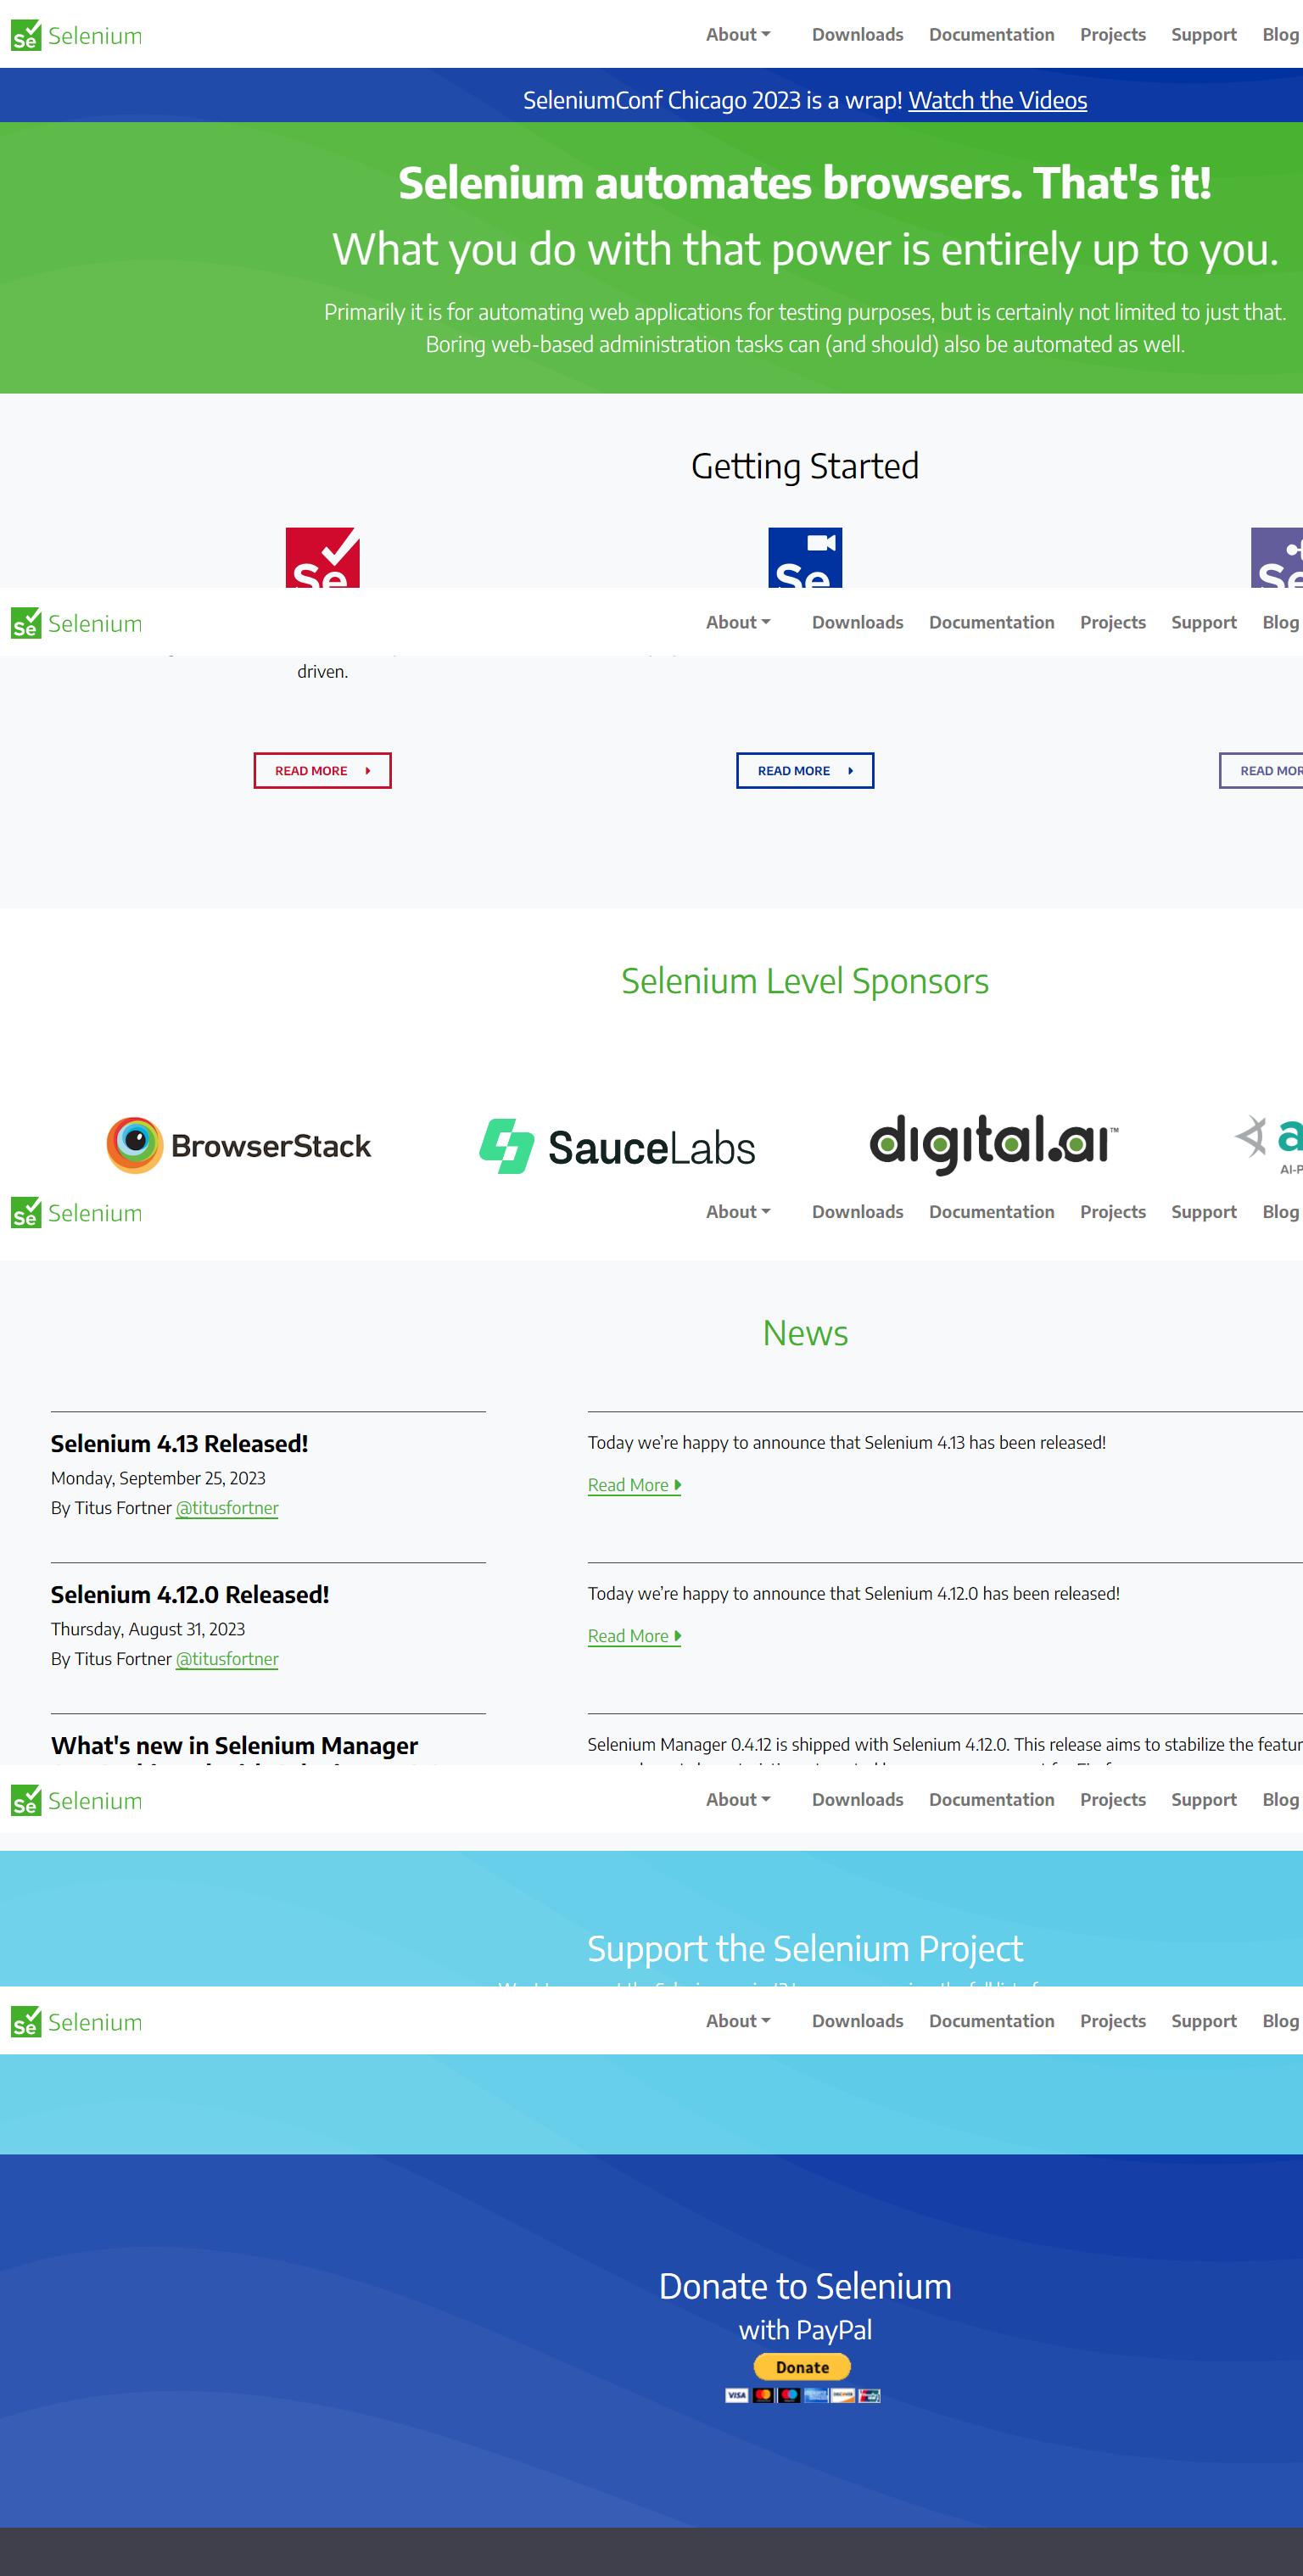 Se Selenium
About Downloads Documentation Projects Support Blog
SeleniumConf Chicago 2023 is a wrap! Watch the Videos
Selenium automates browsers. That's it!
What you do with that power is entirely up to you.
Primarily it is for automating web applications for testing purposes, but is certainly not limited to just that.
Boring web-based administration tasks can (and should) also be automated as well.
Getting Started
Se Se Se
Se Selenium
About Downloads Documentation Projects Support Blog
driven.
READ MORE READ MORE READ MOR
Selenium Level Sponsors
BrowserStack SauceLabs digital.ai™ a
AI-P
Se Selenium
About Downloads Documentation Projects Support Blog
News
Selenium 4.13 Released!
Monday, September 25, 2023
By Titus Fortner @titusfortner
Today we’re happy to announce that Selenium 4.13 has been released!
Read More
Selenium 4.12.0 Released!
Thursday, August 31, 2023
By Titus Fortner @titusfortner
Today we’re happy to announce that Selenium 4.12.0 has been released!
Read More
What's new in Selenium Manager
Selenium Manager 0.4.12 is shipped with Selenium 4.12.0. This release aims to stabilize the featur
Se Selenium
About Downloads Documentation Projects Support Blog
Support the Selenium Project
Se Selenium
About Downloads Documentation Projects Support Blog
Donate to Selenium
with PayPal
Donate
VISA